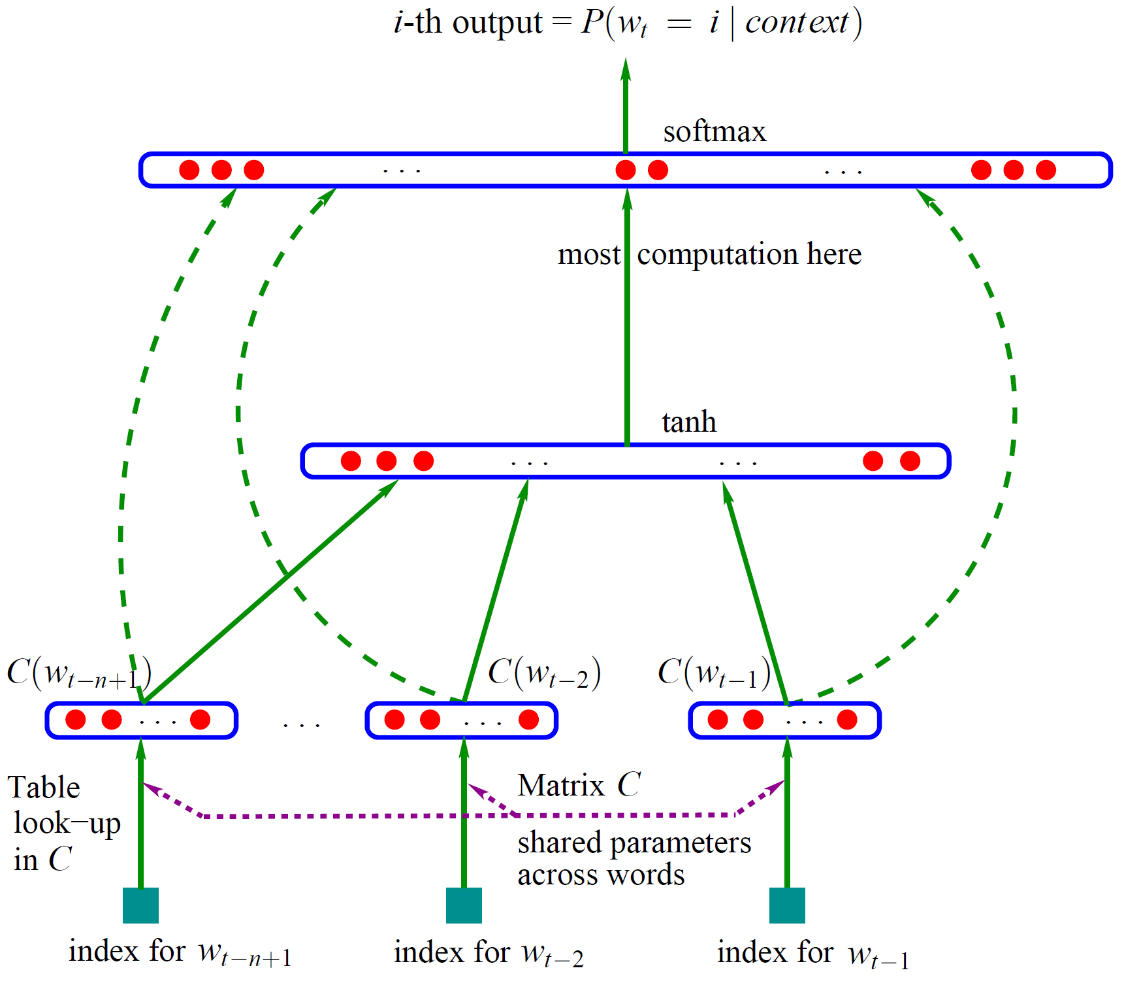 i-th output = P(w_t = i | context)
softmax
. . .
. . .
most computation here
tanh
. . .
. . .
C(w_{t−n+1})
C(w_{t−2})
C(w_{t−1})
. . .
. . .
. . .
. . .
Table
look−up
in C
Matrix C
shared parameters
across words
index for w_{t−n+1}
index for w_{t−2}
index for w_{t−1}